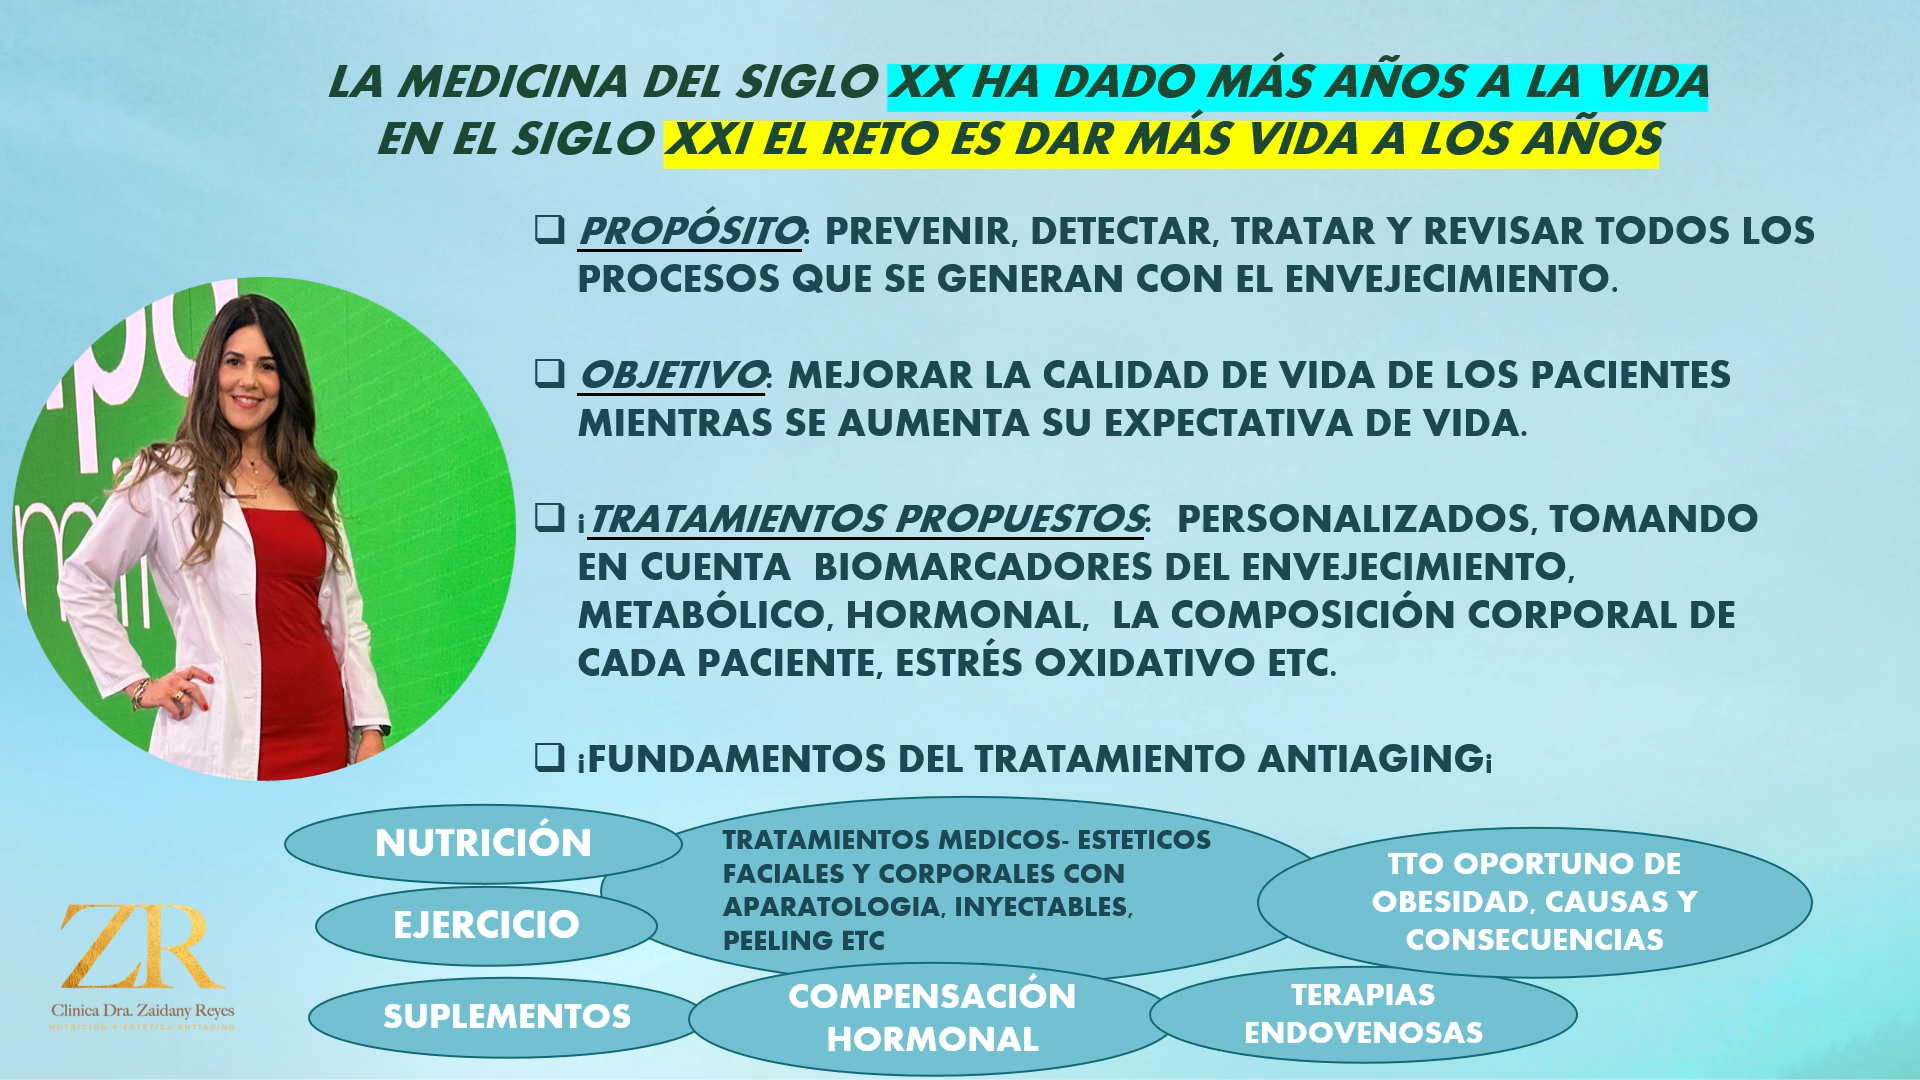 LA MEDICINA DEL SIGLO XX HA DADO MÁS AÑOS A LA VIDA
EN EL SIGLO XXI EL RETO ES DAR MÁS VIDA A LOS AÑOS
❑ PROPÓSITO: PREVENIR, DETECTAR, TRATAR Y REVISAR TODOS LOS
PROCESOS QUE SE GENERAN CON EL ENVEJECIMIENTO.
❑ OBJETIVO: MEJORAR LA CALIDAD DE VIDA DE LOS PACIENTES
MIENTRAS SE AUMENTA SU EXPECTATIVA DE VIDA.
❑ ¡TRATAMIENTOS PROPUESTOS: PERSONALIZADOS, TOMANDO
EN CUENTA BIOMARCADORES DEL ENVEJECIMIENTO,
METABÓLICO, HORMONAL, LA COMPOSICIÓN CORPORAL DE
CADA PACIENTE, ESTRÉS OXIDATIVO ETC.
❑ ¡FUNDAMENTOS DEL TRATAMIENTO ANTIAGING¡
NUTRICIÓN
EJERCICIO
SUPLEMENTOS
TRATAMIENTOS MEDICOS- ESTETICOS
FACIALES Y CORPORALES CON
APARATOLOGIA, INYECTABLES,
PEELING ETC
COMPENSACIÓN
HORMONAL
TTO OPORTUNO DE
OBESIDAD, CAUSAS Y
CONSECUENCIAS
TERAPIAS
ENDOVENOSAS
ZR
Clinica Dra. Zaidany Reyes
NUTRICIÓN Y ESTÉTICA ANTIAGING